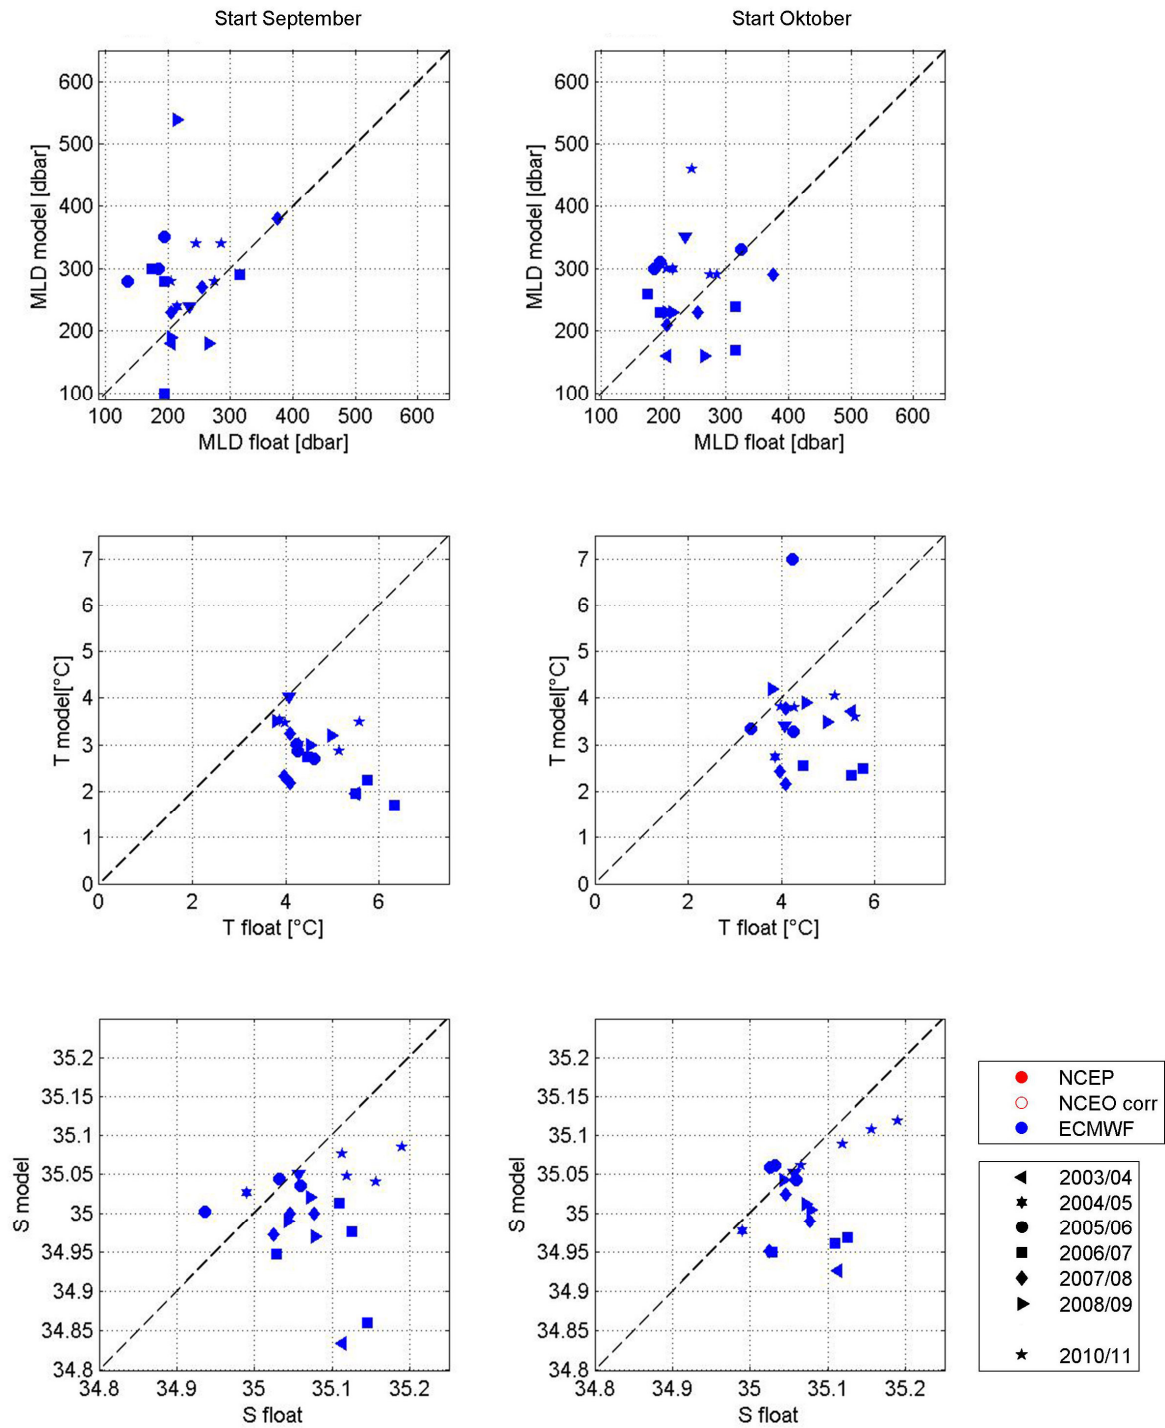 Start September
Start Oktober
600
500
400
300
200
100
MLD model [dbar]
100 200 300 400 500 600
MLD float [dbar]
600
500
400
300
200
100
MLD model [dbar]
100 200 300 400 500 600
MLD float [dbar]
7
6
5
4
3
2
1
0
T model[°C]
0 2 4 6
T float [°C]
7
6
5
4
3
2
1
0
T model[°C]
0 2 4 6
T float [°C]
35.2
35.15
35.1
35.05
35
34.95
34.9
34.85
34.8
S model
34.8 34.9 35 35.1 35.2
S float
35.2
35.15
35.1
35.05
35
34.95
34.9
34.85
34.8
S model
34.8 34.9 35 35.1 35.2
S float
NCEP
NCEO corr
ECMWF
2003/04
2004/05
2005/06
2006/07
2007/08
2008/09
2010/11